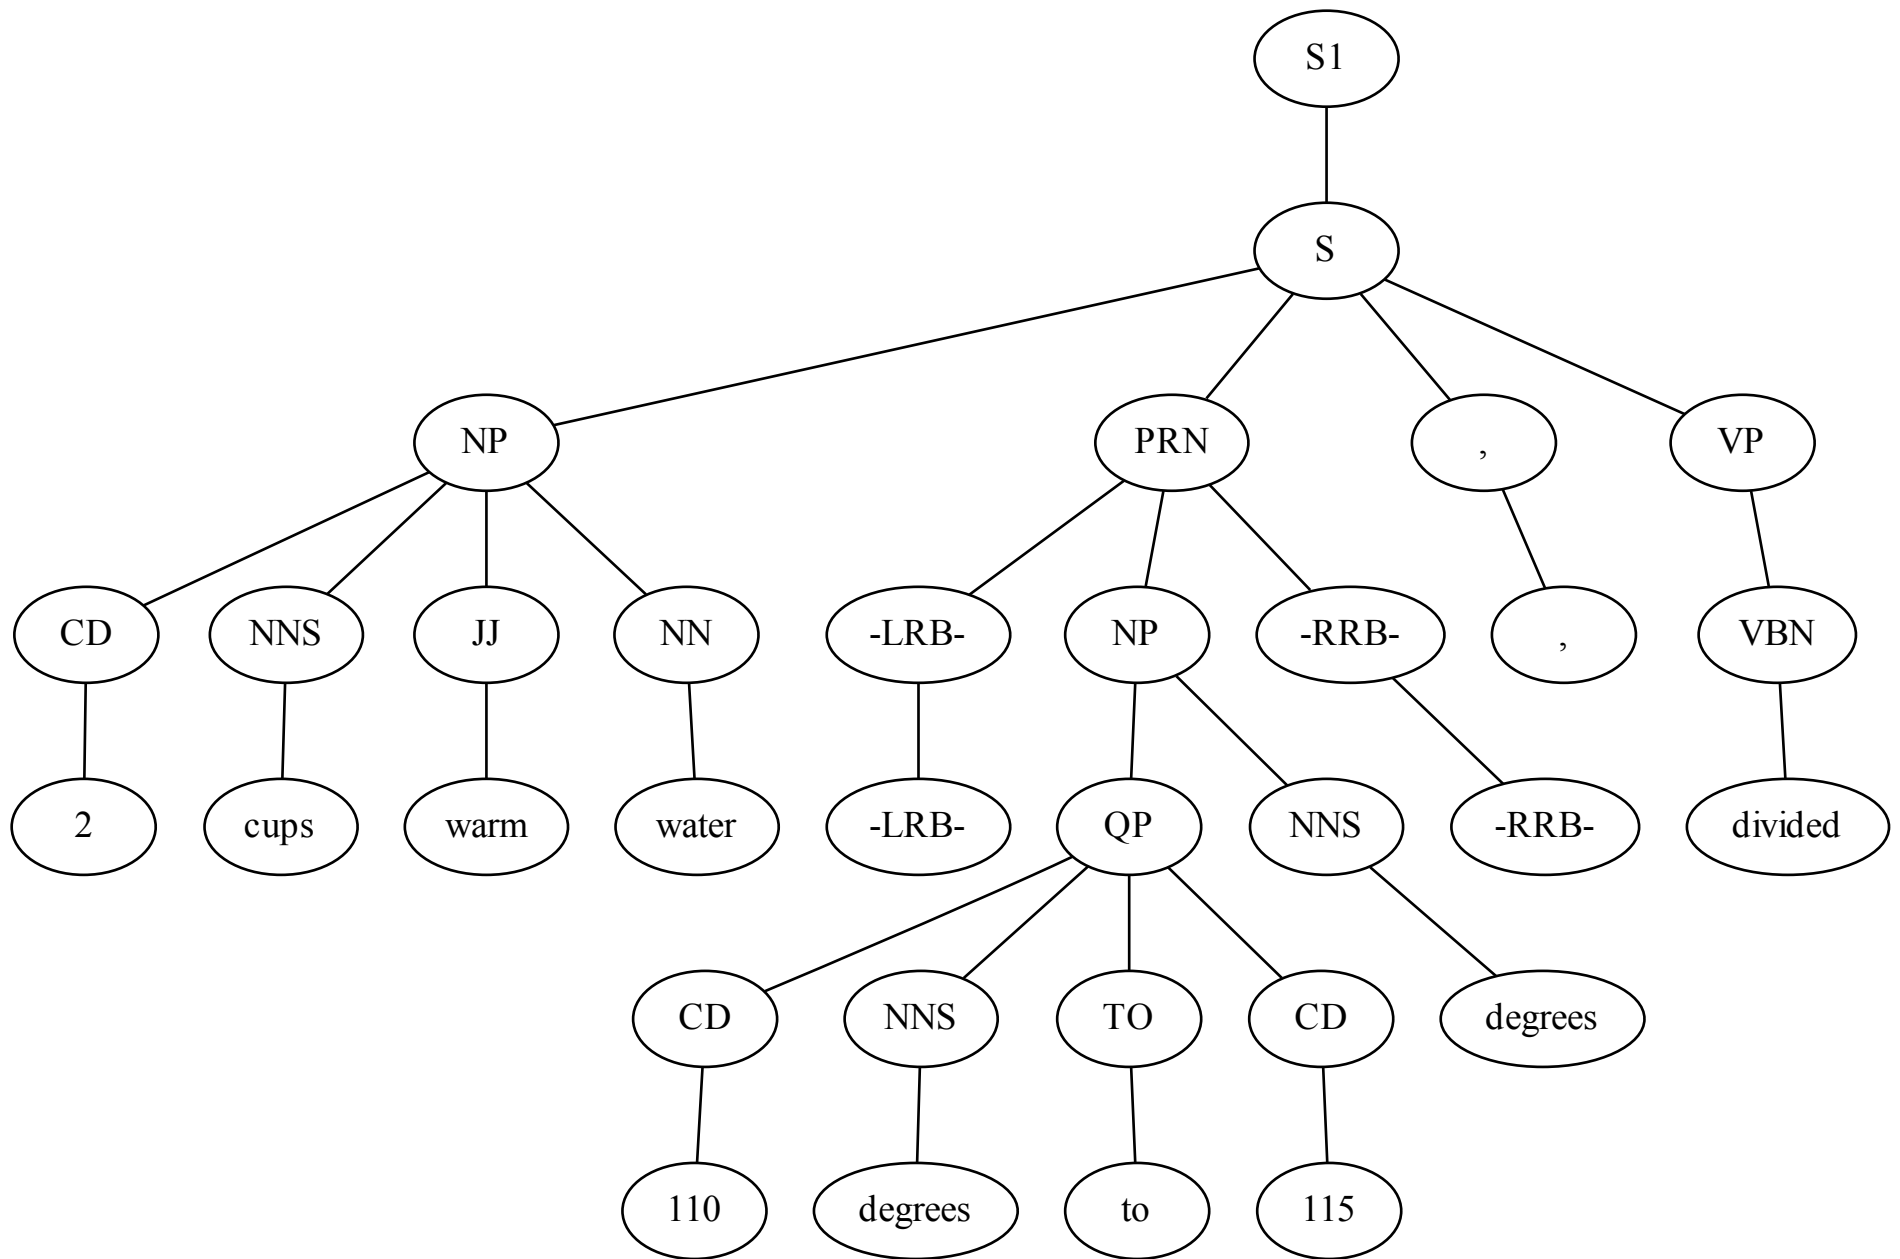 S1
S
NP PRN , VP
CD NNS JJ NN -LRB- NP -RRB- , VBN
2 cups warm water -LRB- QP NNS -RRB- divided
CD NNS TO CD degrees
110 degrees to 115